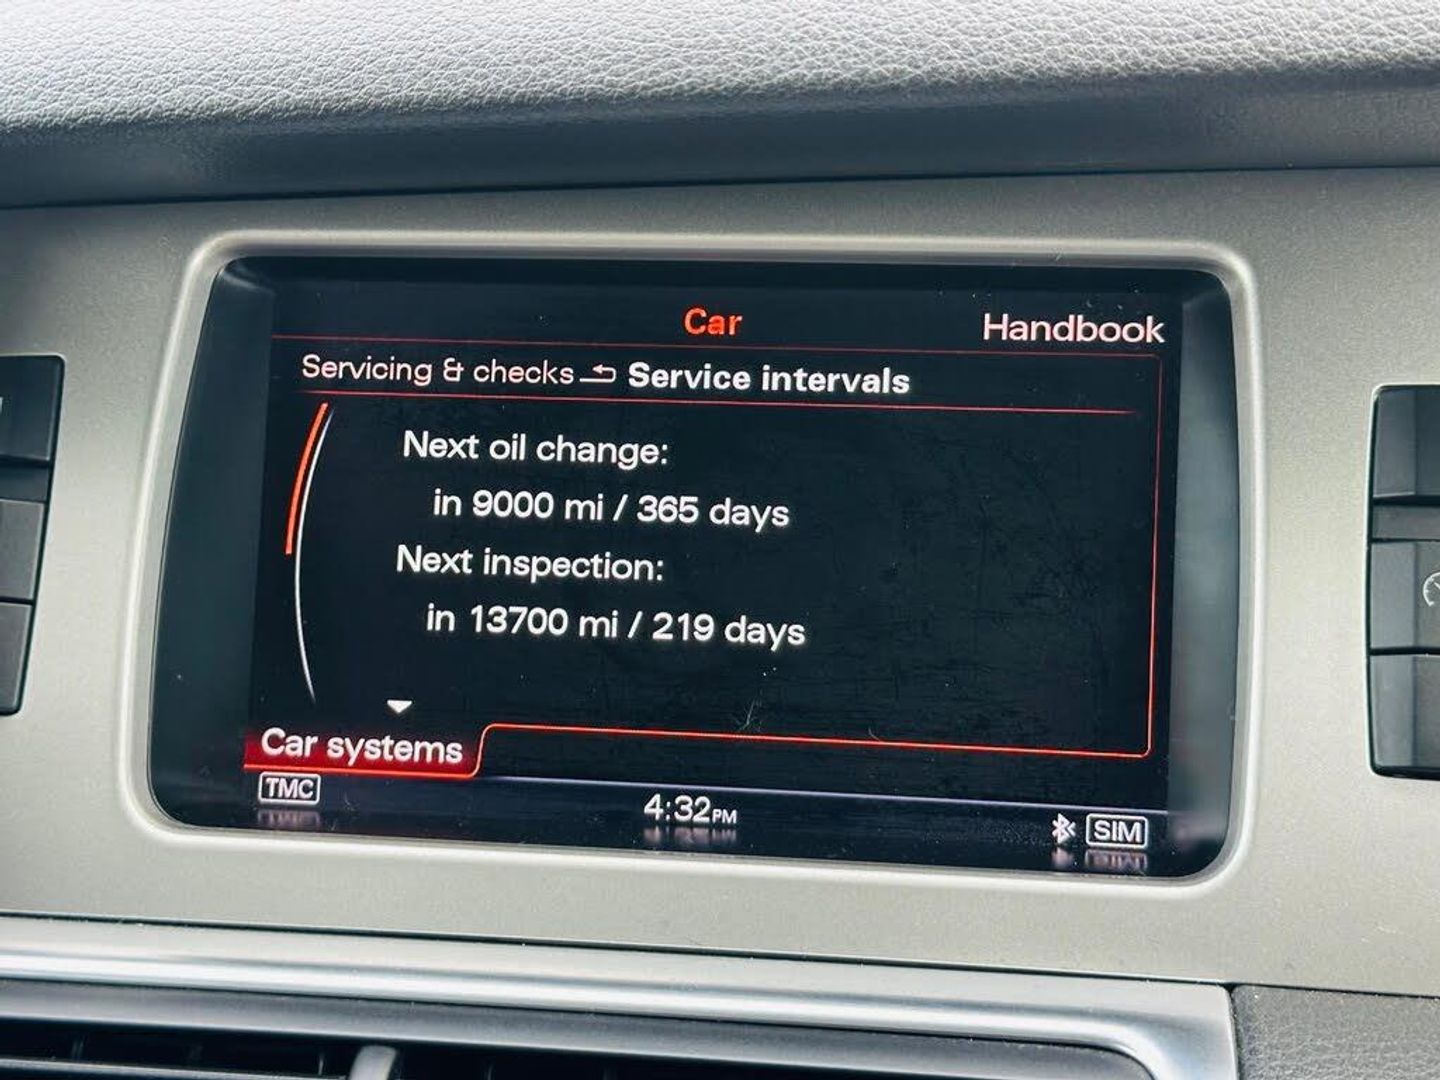 Car
Handbook
Servicing & checks Service intervals
Next oil change:
in 9000 mi / 365 days
Next inspection:
in 13700 mi / 219 days
Car systems
TMC
4:32PM
SIM